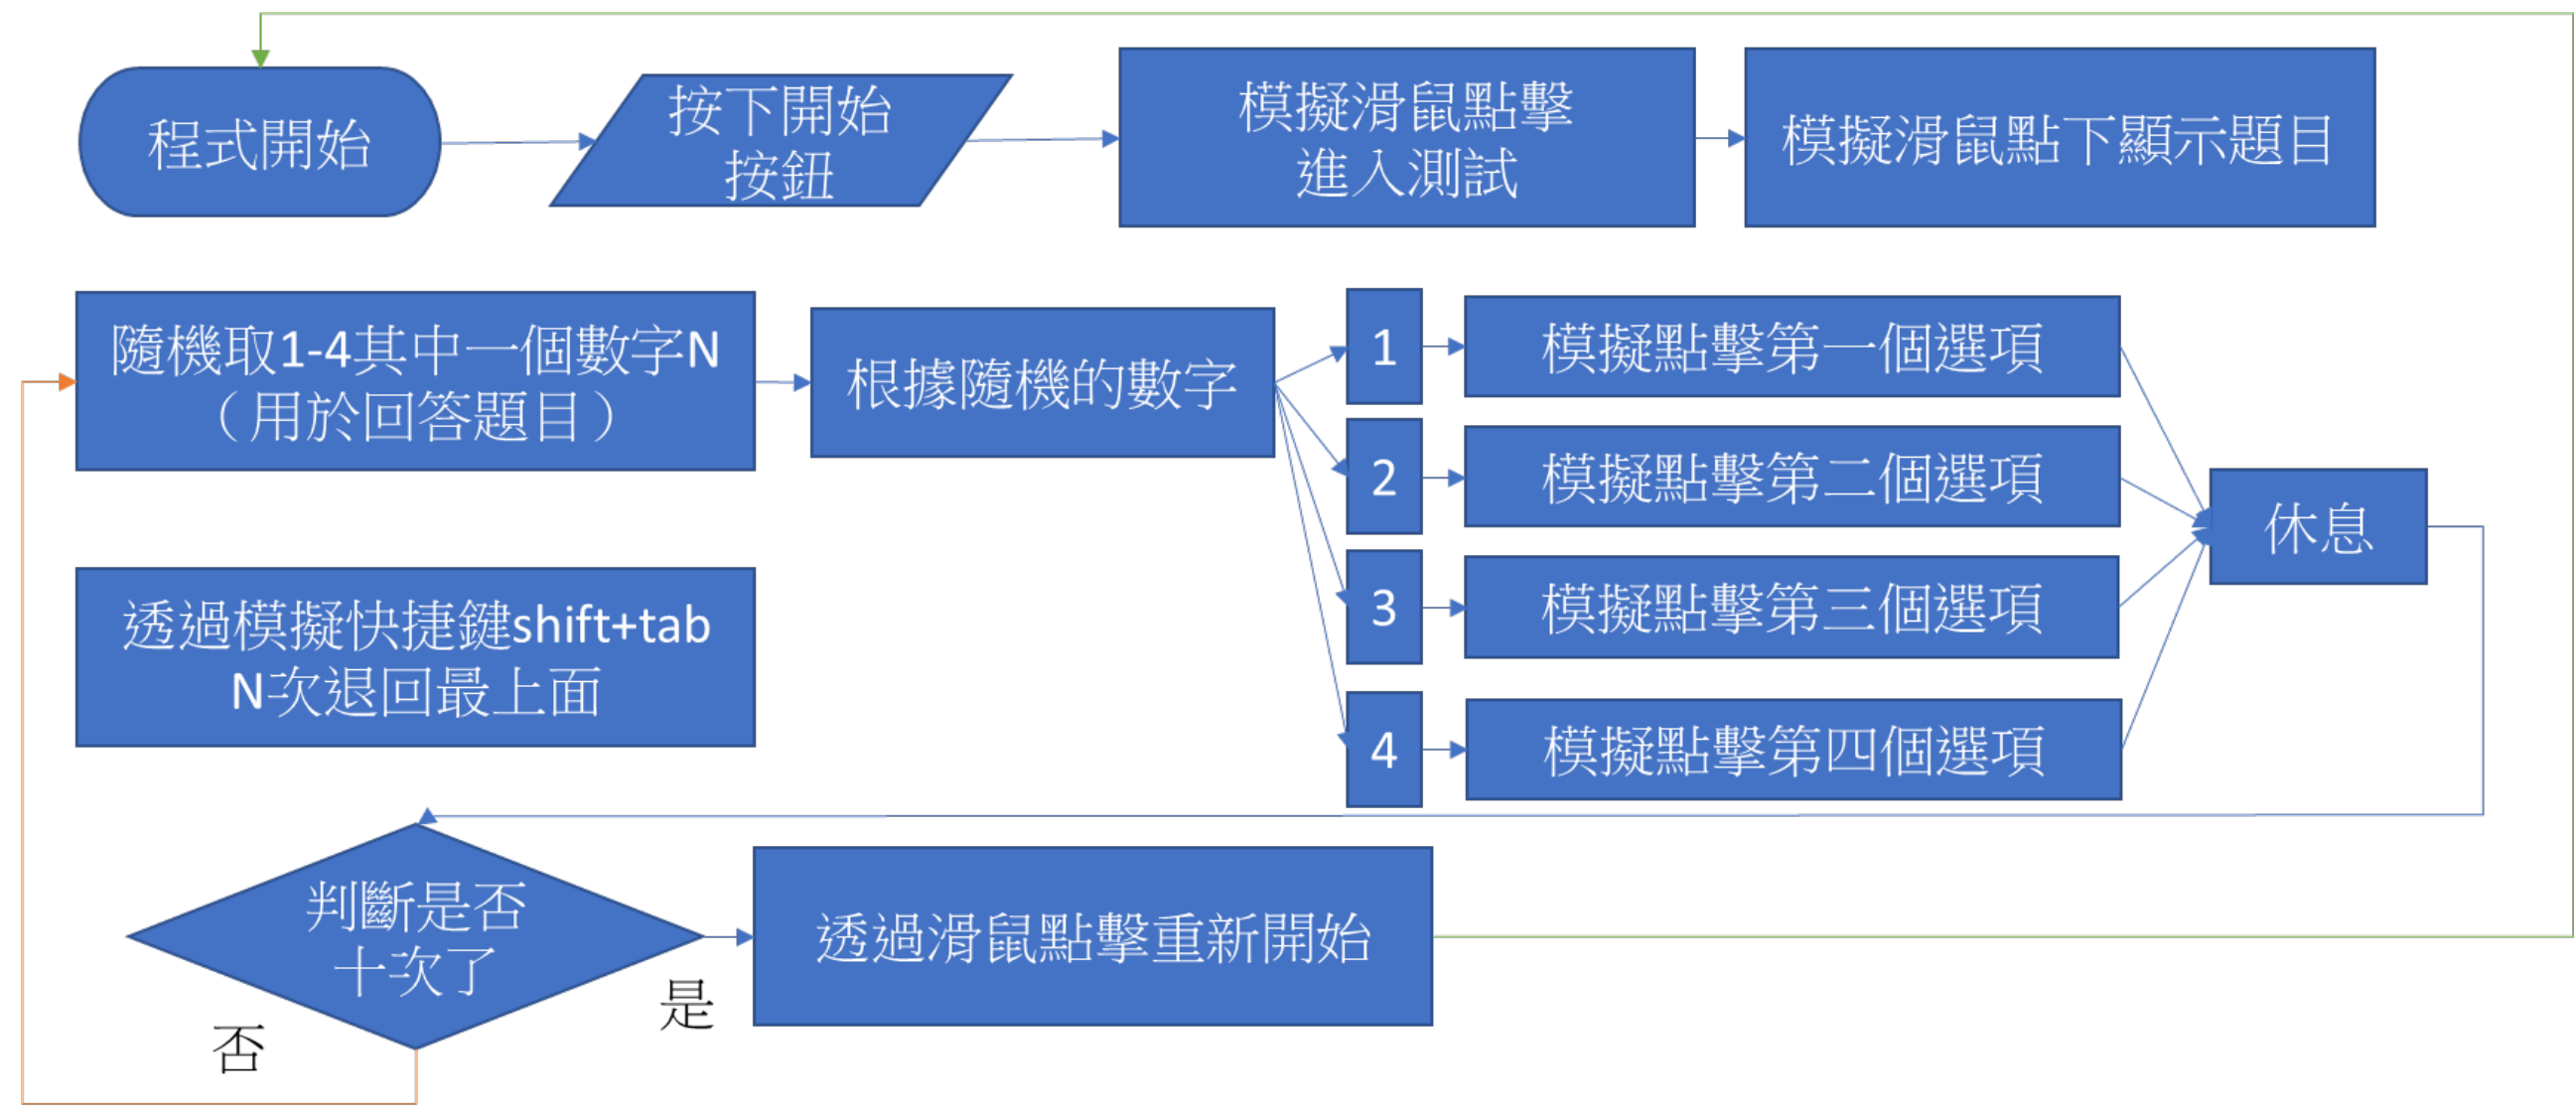 程式開始
按下開始
按鈕
模擬滑鼠點擊
進入測試
模擬滑鼠點下顯示題目
隨機取1-4其中一個數字N
（用於回答題目）
根據隨機的數字
1
模擬點擊第一個選項
2
模擬點擊第二個選項
3
模擬點擊第三個選項
4
模擬點擊第四個選項
休息
透過模擬快捷鍵shift+tab
N次退回最上面
判斷是否
十次了
是
否
透過滑鼠點擊重新開始